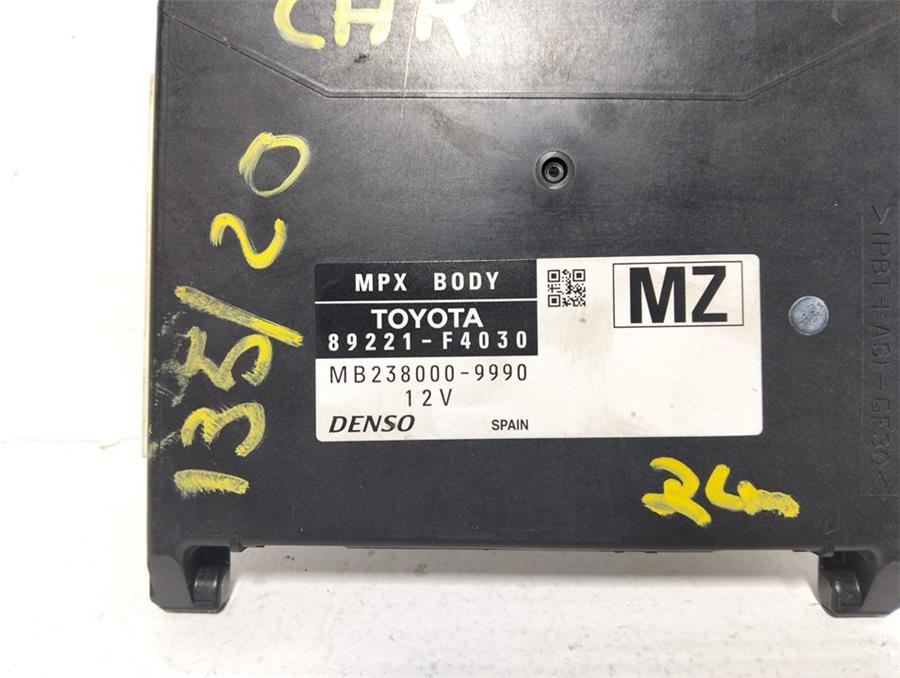 CHR
135/20
MPX BODY
TOYOTA
89221-F4030
MZ
MB238000-9990
12V
DENSO
SPAIN